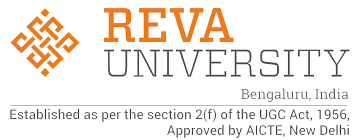 REVA
UNIVERSITY
Bengaluru, India
Established as per the section 2(f) of the UGC Act, 1956,
Approved by AICTE, New Delhi